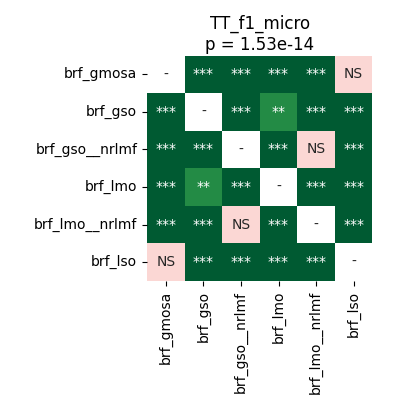 TT_f1_micro
p = 1.53e-14
brf_gmosa - *** *** *** *** NS
brf_gso *** - *** ** *** ***
brf_gso__nrlmf *** *** - *** NS ***
brf_lmo *** ** *** - *** ***
brf_lmo__nrlmf *** *** NS *** - ***
brf_lso NS *** *** *** *** -
brf_gmosa
brf_gso
brf_gso__nrlmf
brf_lmo
brf_lmo__nrlmf
brf_lso